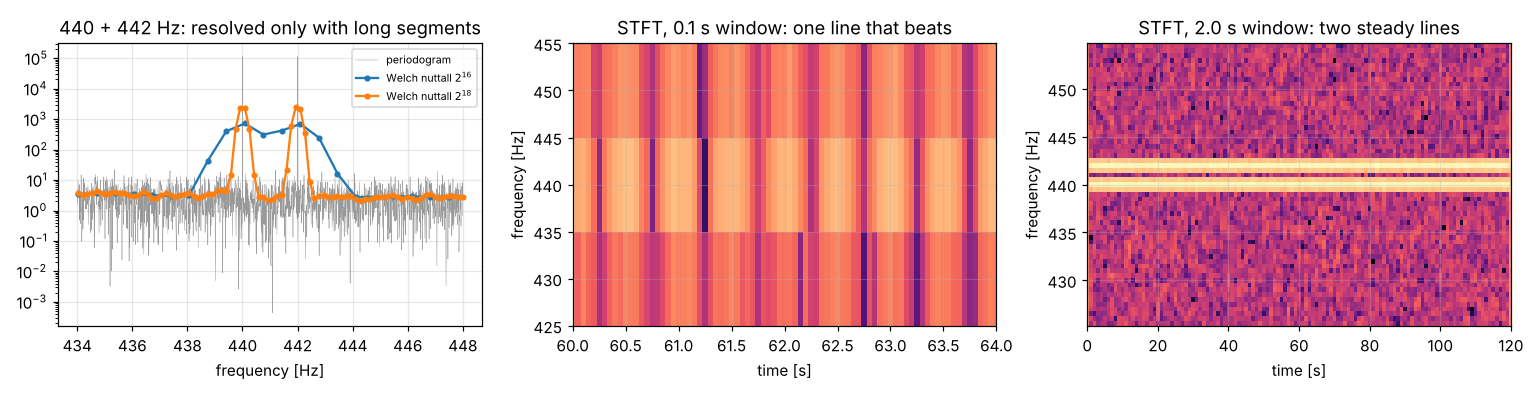 440 + 442 Hz: resolved only with long segments
10⁵
10⁴
10³
10²
10¹
10⁰
10⁻¹
10⁻²
10⁻³
periodogram
Welch nuttall 2¹⁶
Welch nuttall 2¹⁸
434 436 438 440 442 444 446 448
frequency [Hz]
STFT, 0.1 s window: one line that beats
frequency [Hz]
455
450
445
440
435
430
425
60.0 60.5 61.0 61.5 62.0 62.5 63.0 63.5 64.0
time [s]
STFT, 2.0 s window: two steady lines
frequency [Hz]
450
445
440
435
430
0 20 40 60 80 100 120
time [s]